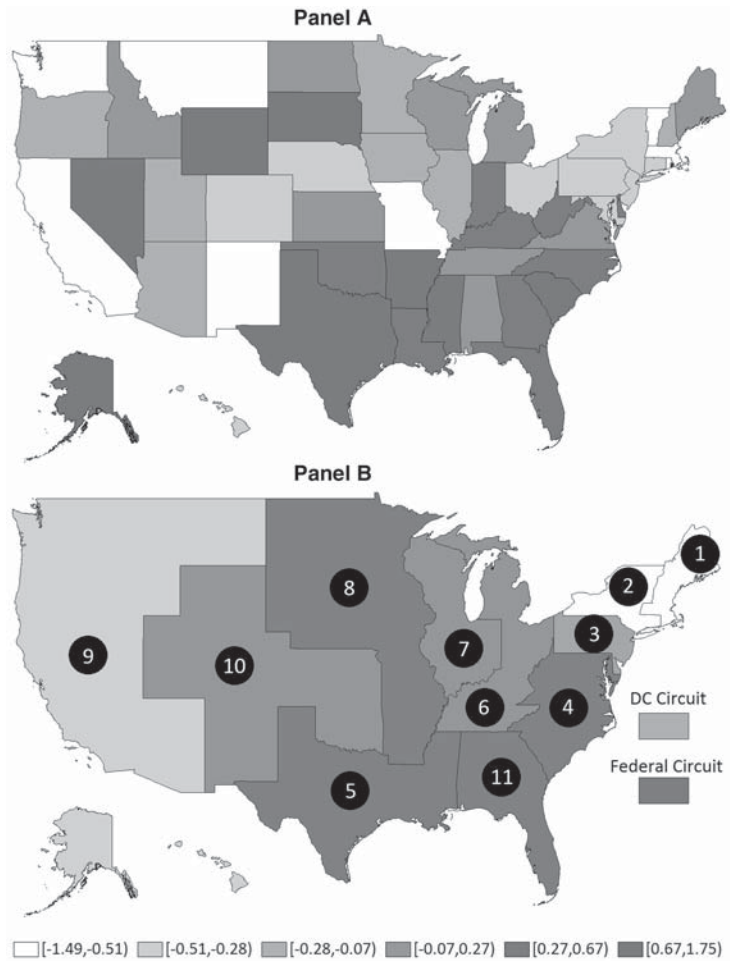 Panel A
Panel B
1
2
8
3
7
9
10
6
4
DC Circuit
Federal Circuit
11
5
[-1.49,-0.51) [-0.51,-0.28) [-0.28,-0.07) [-0.07,0.27) [0.27,0.67) [0.67,1.75)